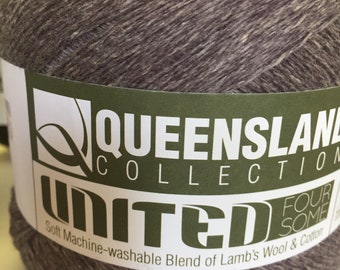 QUEENSLAND
COLLECTION
UNITED FOUR
SOME
Soft Machine-washable Blend of Lamb's Wool & Cotton